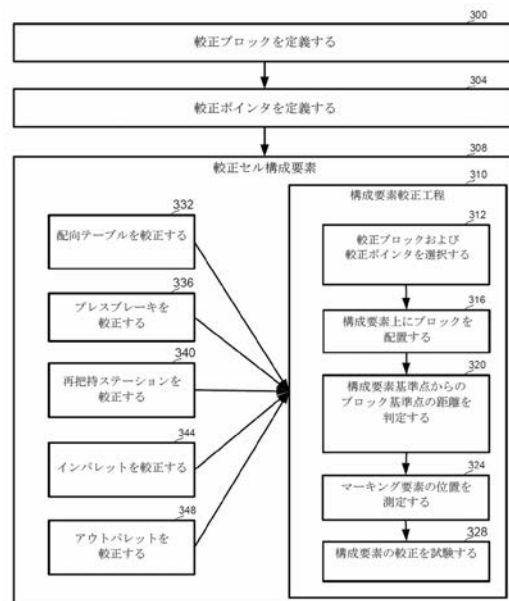 300
較正ブロックを定義する
304
較正ポインタを定義する
308
較正セル構成要素
332
配向テーブルを較正する
336
プレスブレーキを
較正する
340
再把持ステーションを
較正する
344
インパレットを較正する
348
アウトパレットを
較正する
310
構成要素較正工程
312
較正ブロックおよび
較正ポインタを選択する
316
構成要素上にブロックを
配置する
320
構成要素基準点からの
ブロック基準点の距離を
判定する
324
マーキング要素の位置を
測定する
328
構成要素の較正を試験する